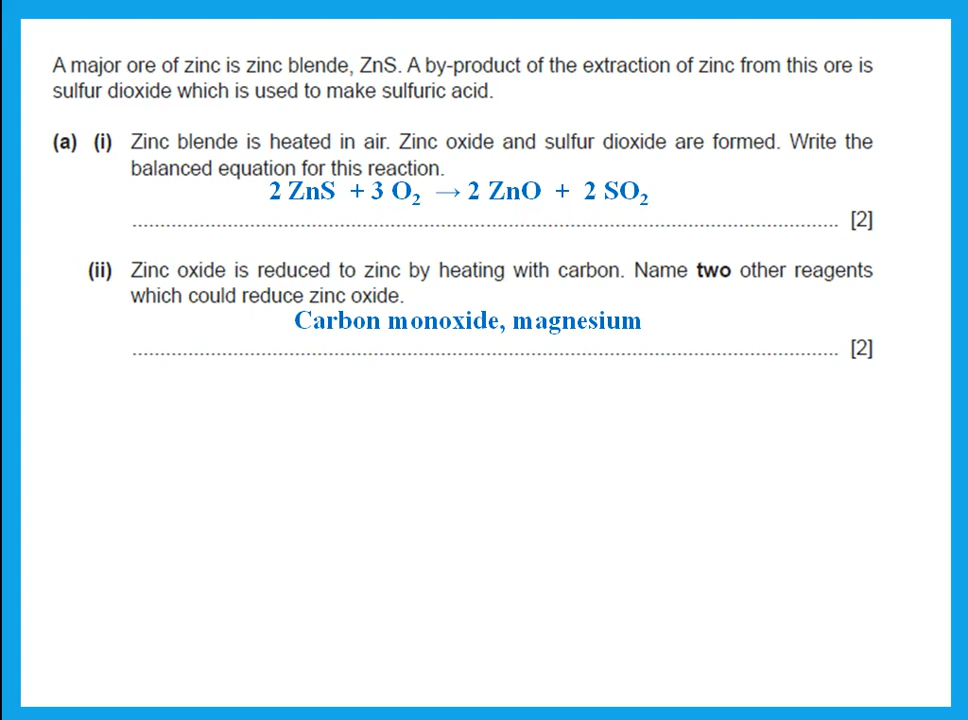 A major ore of zinc is zinc blende, ZnS. A by-product of the extraction of zinc from this ore is
sulfur dioxide which is used to make sulfuric acid.
(a) (i) Zinc blende is heated in air. Zinc oxide and sulfur dioxide are formed. Write the
balanced equation for this reaction.
2 ZnS + 3 O₂ → 2 ZnO + 2 SO₂
.............................................................................................................................. [2]
(ii) Zinc oxide is reduced to zinc by heating with carbon. Name two other reagents
which could reduce zinc oxide.
Carbon monoxide, magnesium
.............................................................................................................................. [2]